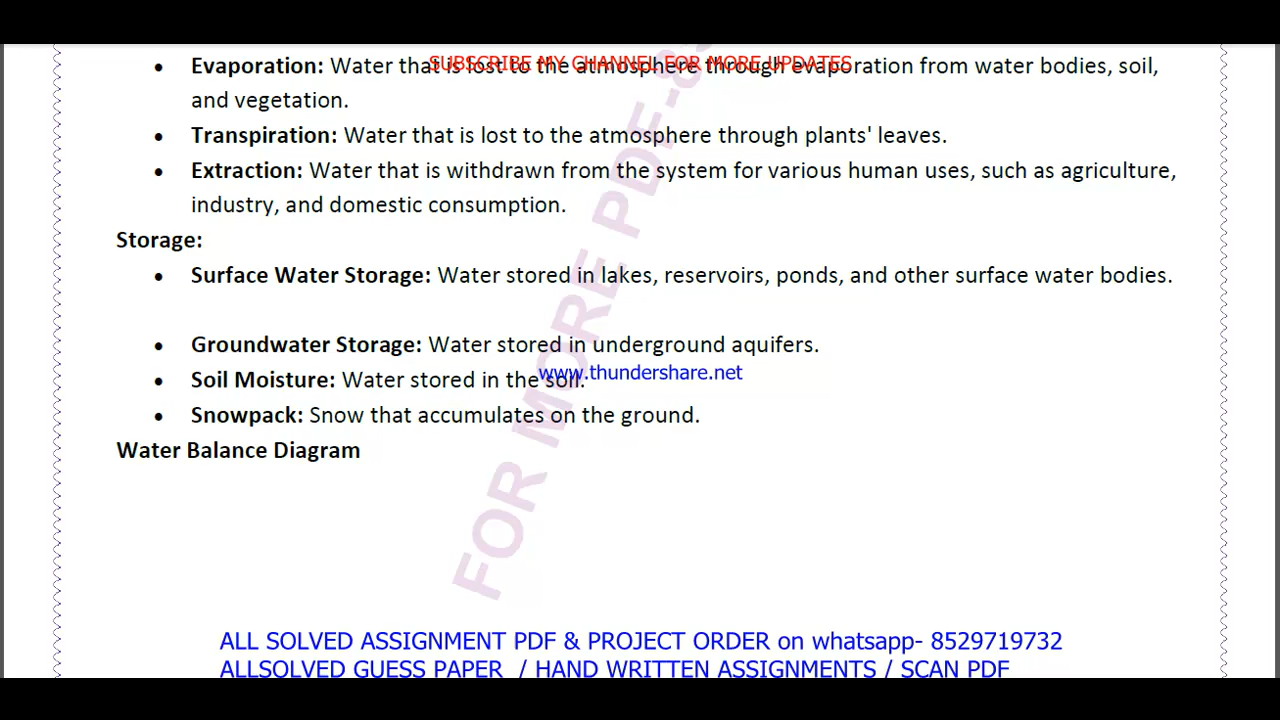 SUBSCRIBE MY CHANNEL FOR MORE UPDATES
• Evaporation: Water that is lost to the atmosphere through evaporation from water bodies, soil,
and vegetation.
• Transpiration: Water that is lost to the atmosphere through plants' leaves.
• Extraction: Water that is withdrawn from the system for various human uses, such as agriculture,
industry, and domestic consumption.
Storage:
• Surface Water Storage: Water stored in lakes, reservoirs, ponds, and other surface water bodies.
• Groundwater Storage: Water stored in underground aquifers.
www.thundershare.net
• Soil Moisture: Water stored in the soil.
• Snowpack: Snow that accumulates on the ground.
Water Balance Diagram
FOR MORE PDF-85
ALL SOLVED ASSIGNMENT PDF & PROJECT ORDER on whatsapp- 8529719732
ALLSOLVED GUESS PAPER / HAND WRITTEN ASSIGNMENTS / SCAN PDF